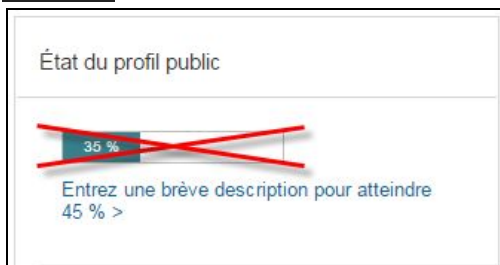 État du profil public
35 %
Entrez une brève description pour atteindre
45 % >